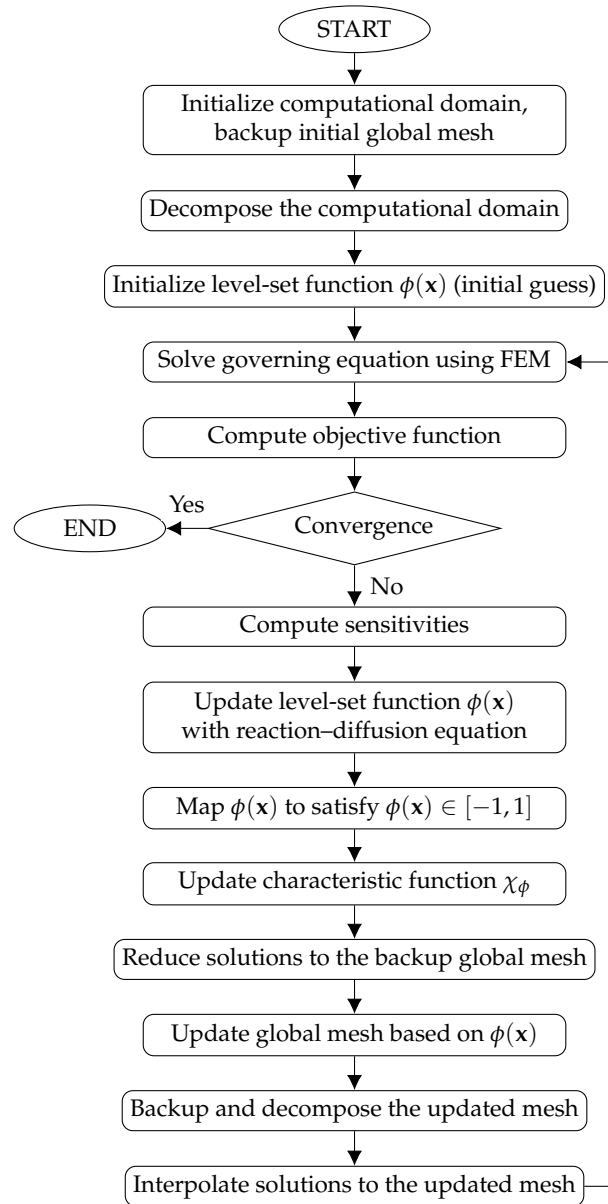 START
Initialize computational domain,
backup initial global mesh
Decompose the computational domain
Initialize level-set function ϕ(𝐱) (initial guess)
Solve governing equation using FEM
Compute objective function
Yes
END
Convergence
No
Compute sensitivities
Update level-set function ϕ(𝐱)
with reaction–diffusion equation
Map ϕ(𝐱) to satisfy ϕ(𝐱) ∈ [−1, 1]
Update characteristic function χ_ϕ
Reduce solutions to the backup global mesh
Update global mesh based on ϕ(𝐱)
Backup and decompose the updated mesh
Interpolate solutions to the updated mesh